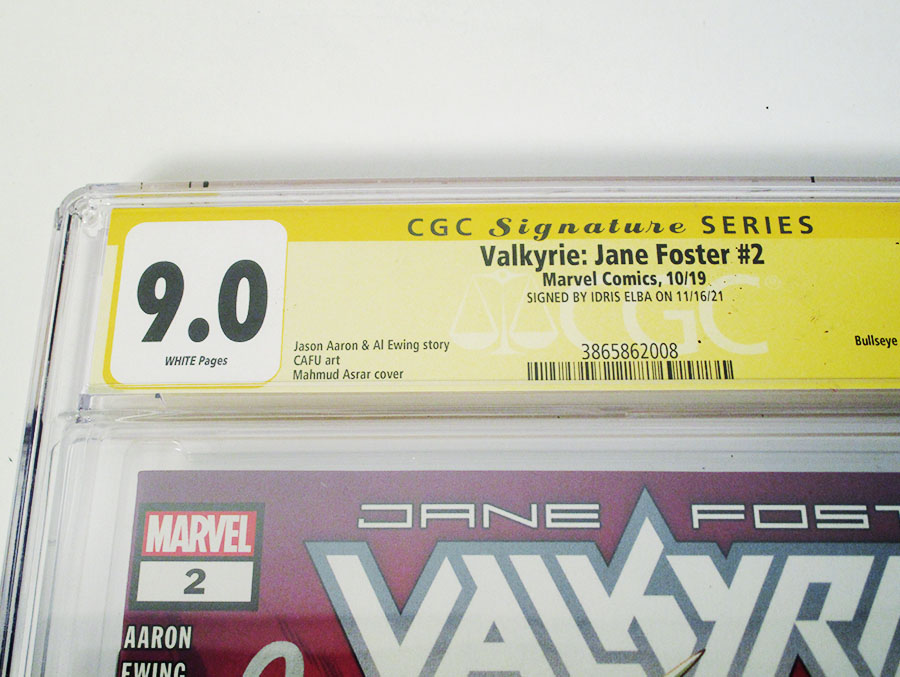 CGC Signature SERIES
9.0
WHITE Pages
Valkyrie: Jane Foster #2
Marvel Comics, 10/19
SIGNED BY IDRIS ELBA ON 11/16/21
CGC
Jason Aaron & Al Ewing story
CAFU art
Mahmud Asrar cover
3865862008
Bullseye
MARVEL
2
JANE FOST
VALKYRI
AARON
EWING